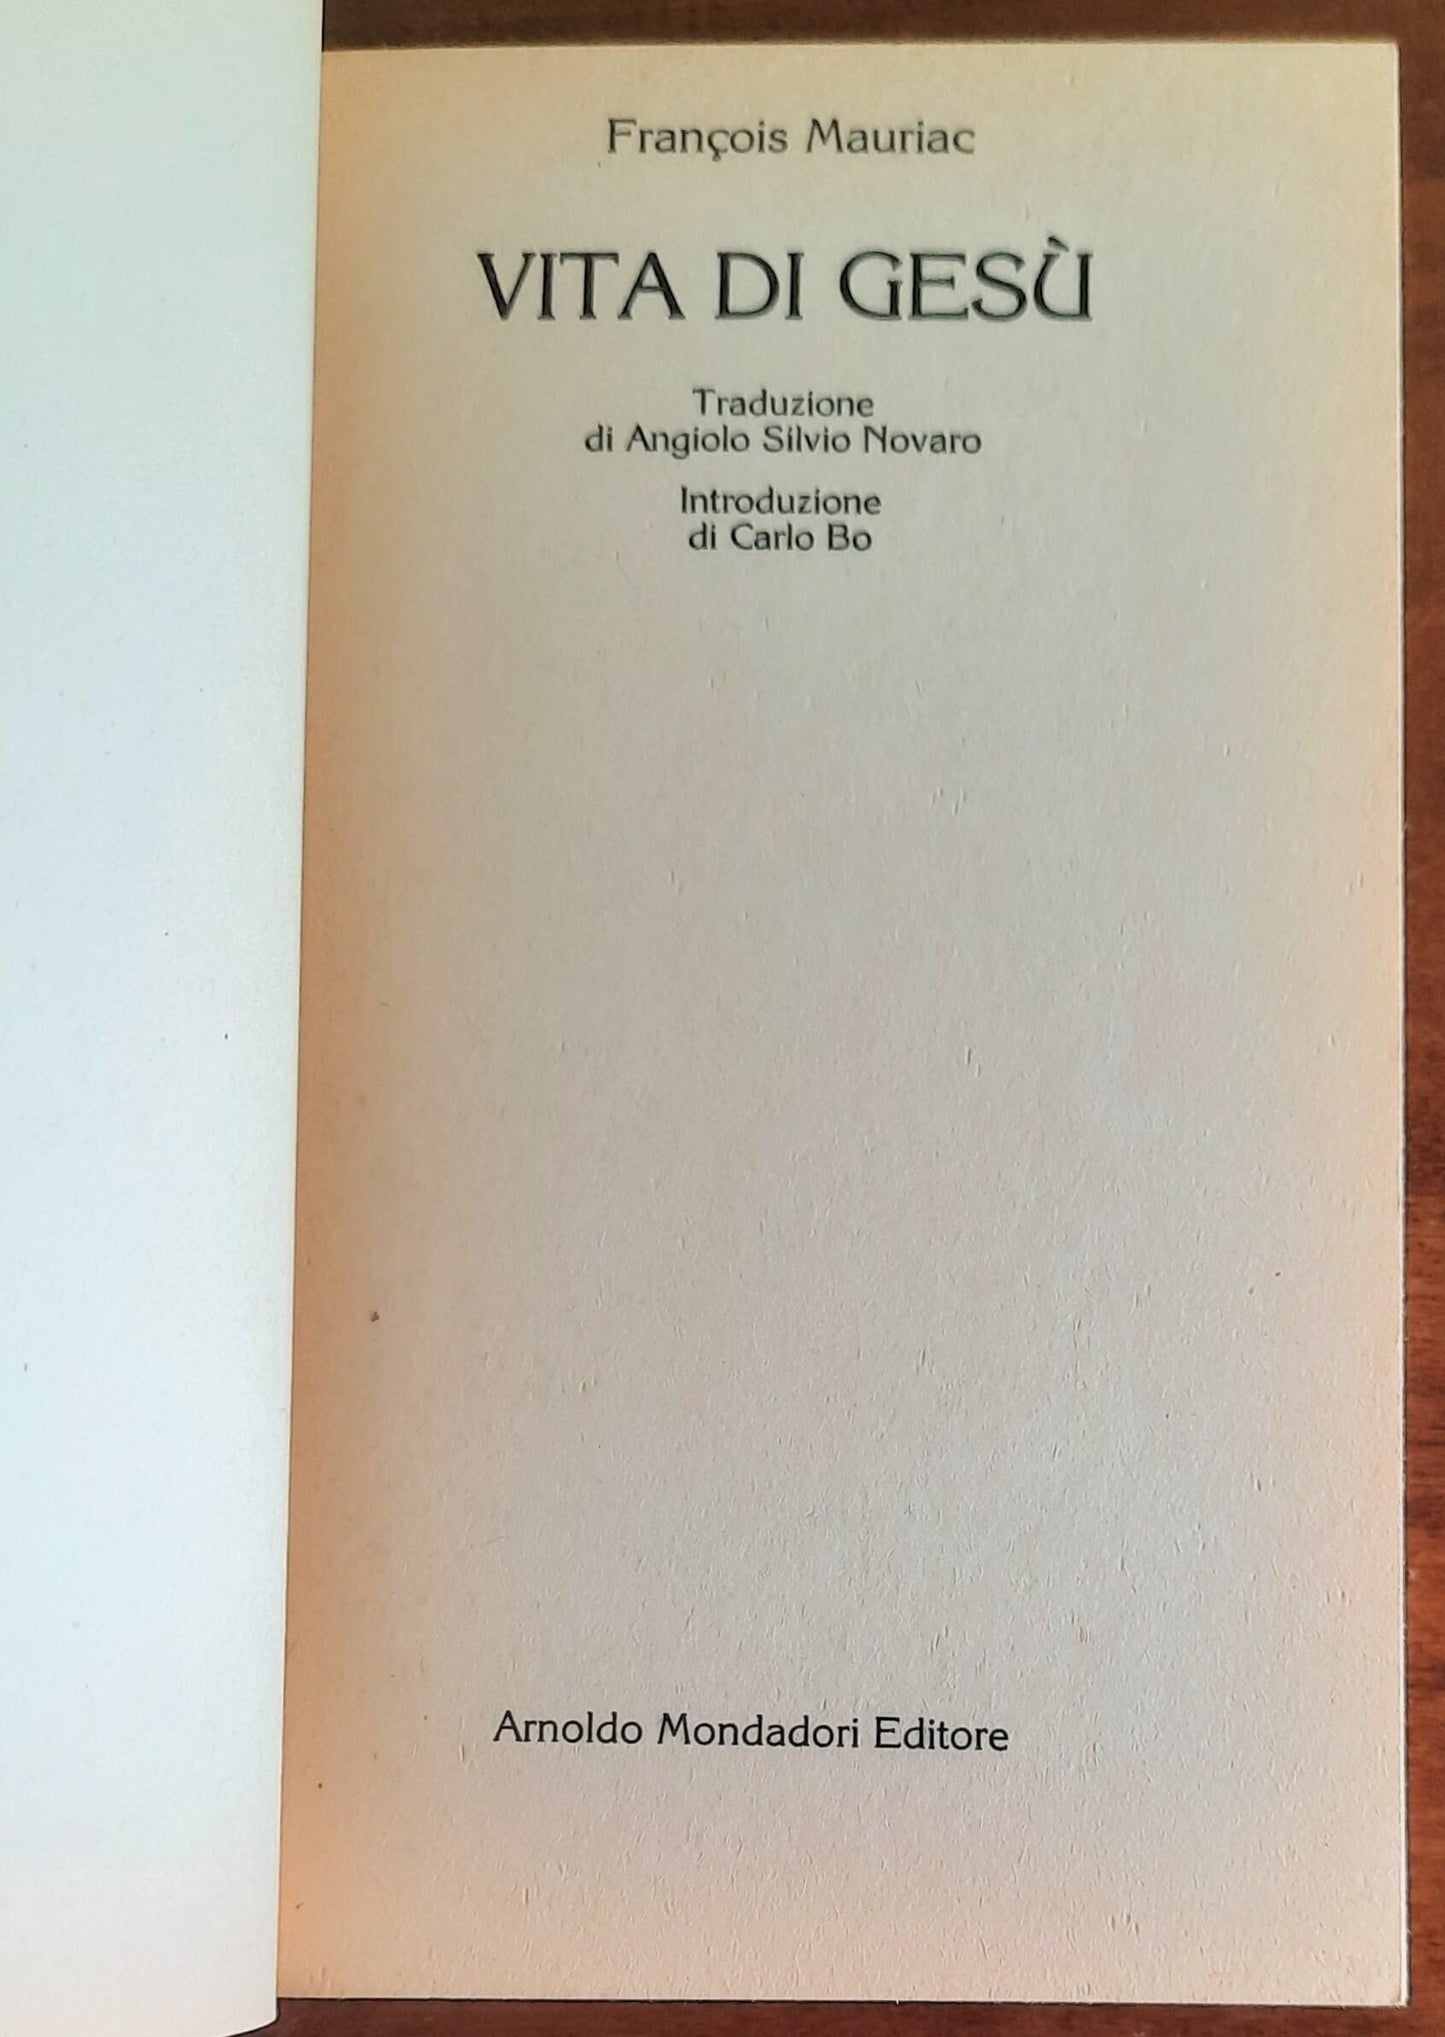 François Mauriac
VITA DI GESÙ
Traduzione
di Angiolo Silvio Novaro
Introduzione
di Carlo Bo
Arnoldo Mondadori Editore